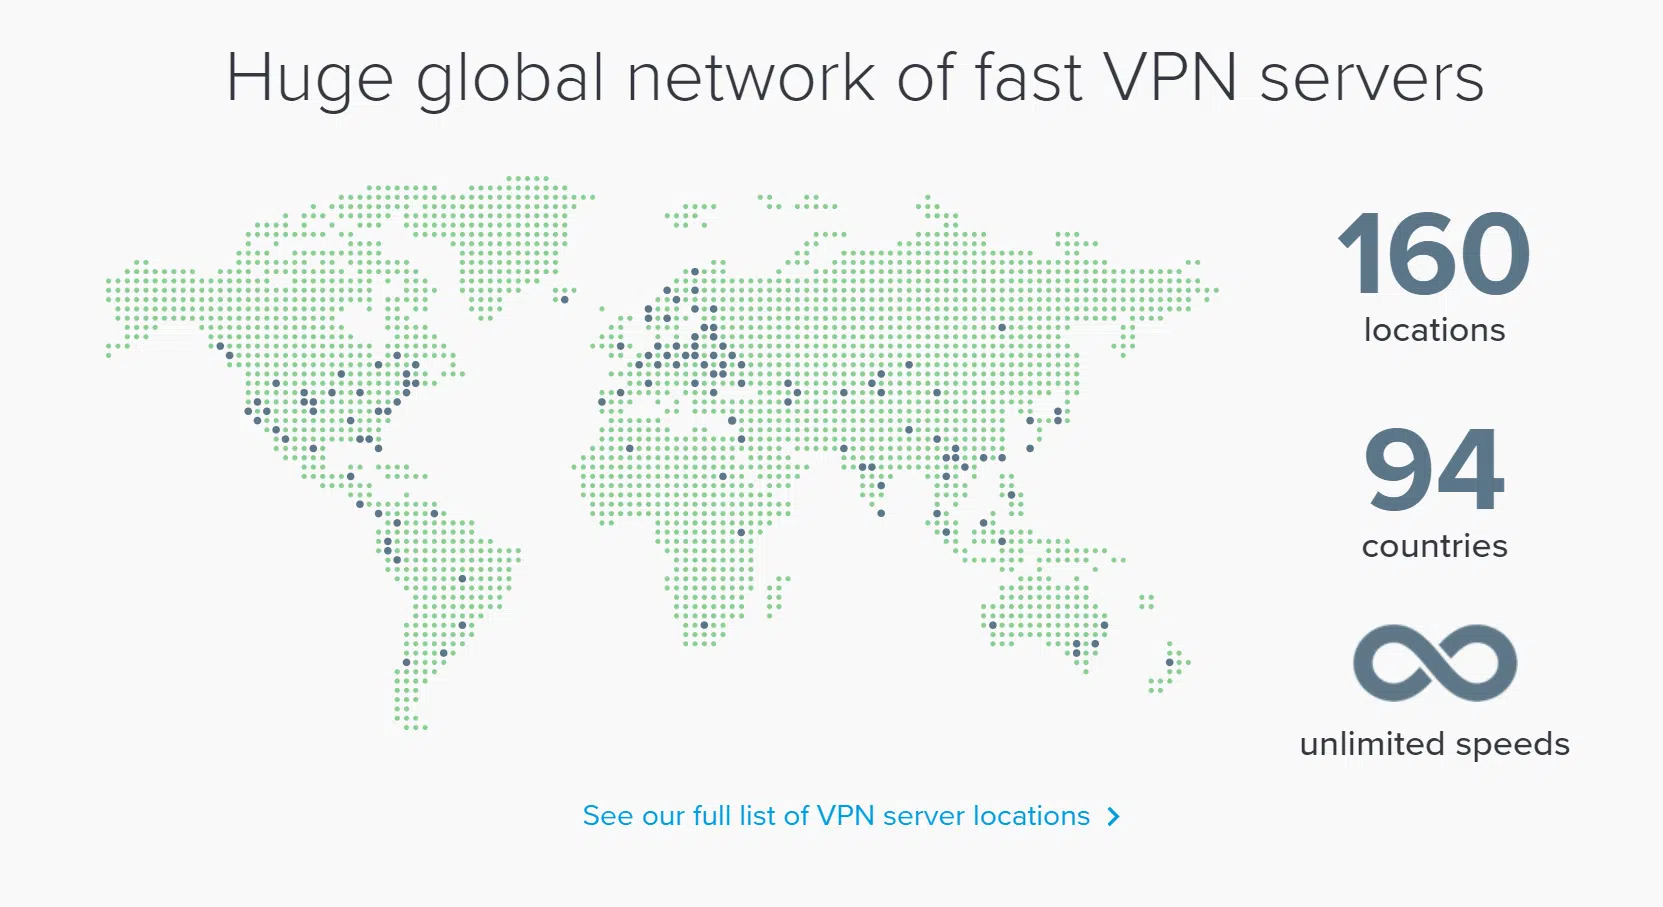 Huge global network of fast VPN servers
160
locations
94
countries
unlimited speeds
See our full list of VPN server locations